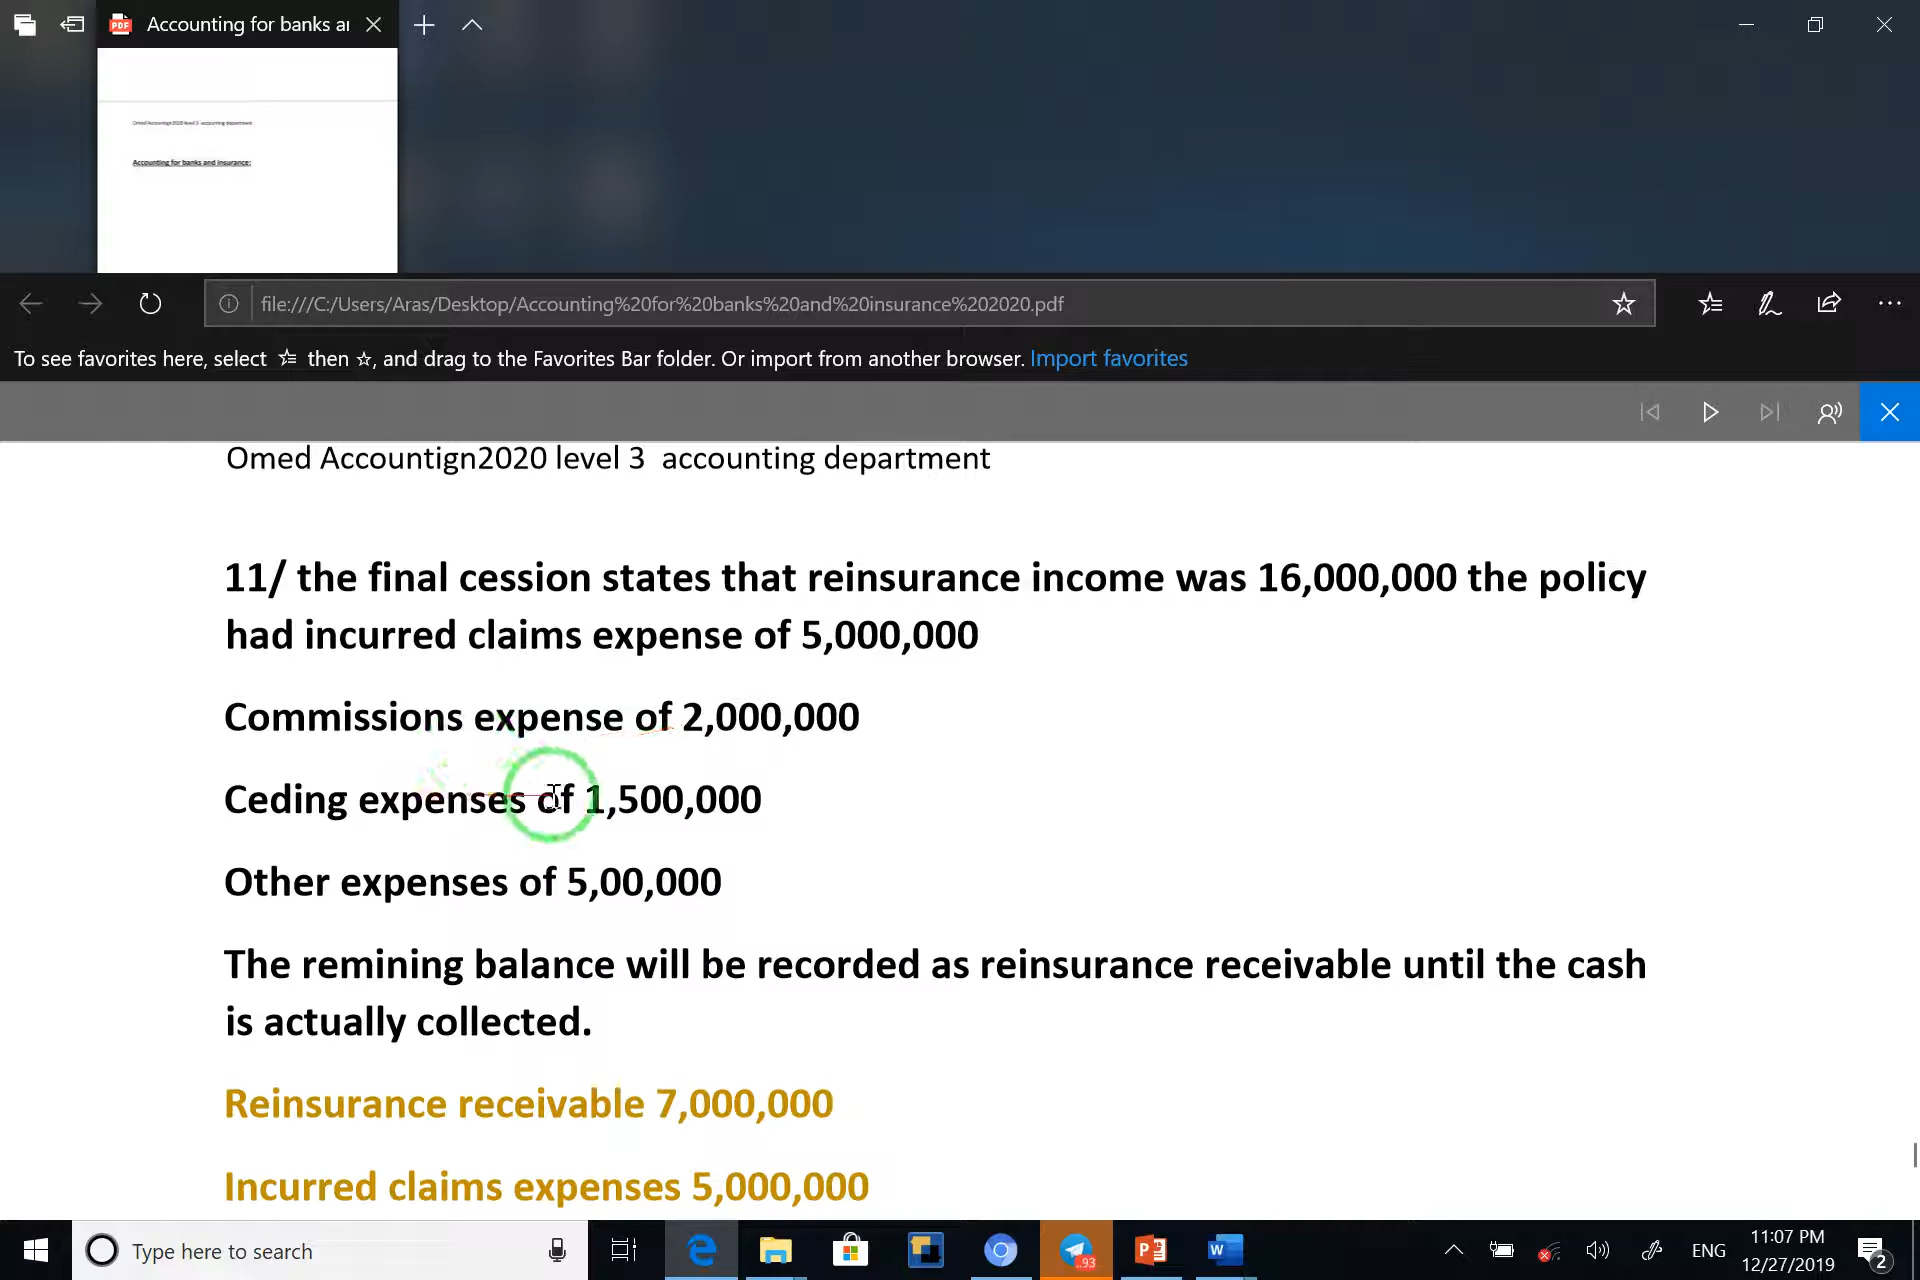 Accounting for banks ar
Omed Accountign2020 level 3 accounting department
Accounting for banks and insurance:
file:///C:/Users/Aras/Desktop/Accounting%20for%20banks%20and%20insurance%202020.pdf
To see favorites here, select then ☆, and drag to the Favorites Bar folder. Or import from another browser. Import favorites
Omed Accountign2020 level 3 accounting department
11/ the final cession states that reinsurance income was 16,000,000 the policy
had incurred claims expense of 5,000,000
Commissions expense of 2,000,000
Ceding expenses of 1,500,000
Other expenses of 5,00,000
The remining balance will be recorded as reinsurance receivable until the cash
is actually collected.
Reinsurance receivable 7,000,000
Incurred claims expenses 5,000,000
Type here to search
..93
ENG
11:07 PM
12/27/2019
2